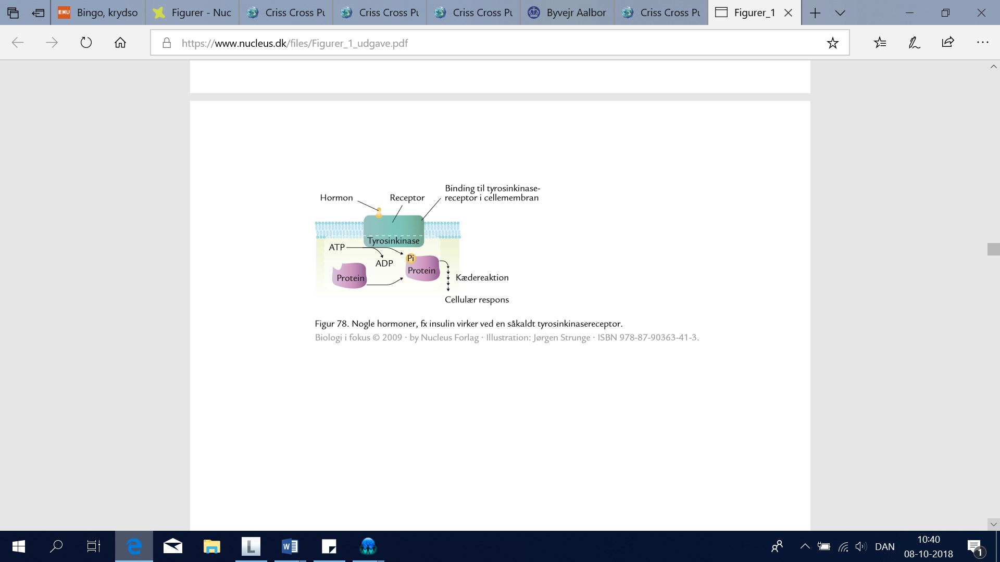 Bingo, krydso
Figurer - Nuc
Criss Cross Pu
Criss Cross Pu
Criss Cross Pu
Byvejr Aalbor
Criss Cross Pu
Figurer_1
https://www.nucleus.dk/files/Figurer_1_udgave.pdf
Binding til tyrosinkinase-
receptor i cellemembran
Hormon
Receptor
Tyrosinkinase
ATP
ADP
Pi
Protein
Protein
Kædereaktion
Cellulær respons
Figur 78. Nogle hormoner, fx insulin virker ved en såkaldt tyrosinkinasereceptor.
Biologi i fokus © 2009 · by Nucleus Forlag · Illustration: Jørgen Strunge · ISBN 978-87-90363-41-3.
EMU
L
W
DAN
10:40
08-10-2018
1